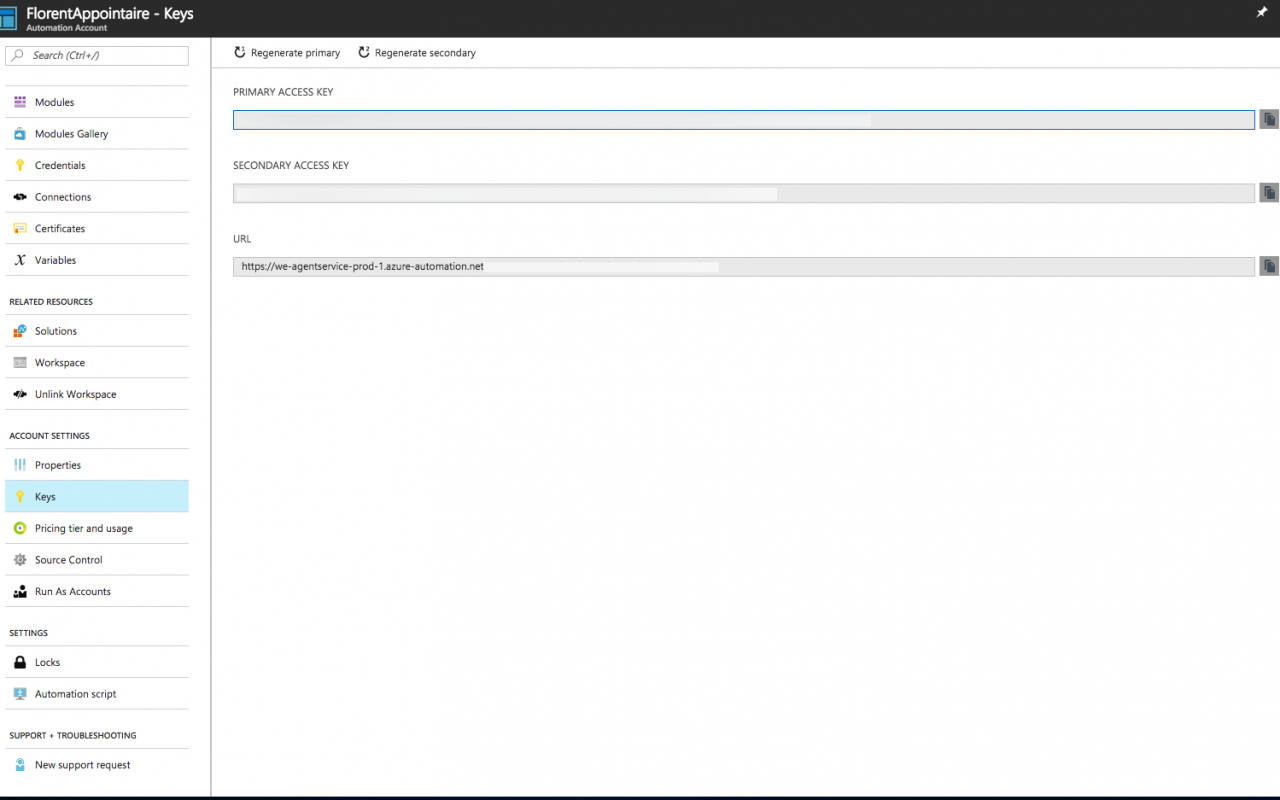 FlorentAppointaire - Keys
Automation Account
Search (Ctrl+/)
Modules
Modules Gallery
Credentials
Connections
Certificates
Variables
RELATED RESOURCES
Solutions
Workspace
Unlink Workspace
ACCOUNT SETTINGS
Properties
Keys
Pricing tier and usage
Source Control
Run As Accounts
SETTINGS
Locks
Automation script
SUPPORT + TROUBLESHOOTING
New support request
Regenerate primary
Regenerate secondary
PRIMARY ACCESS KEY
SECONDARY ACCESS KEY
URL
https://we-agentservice-prod-1.azure-automation.net